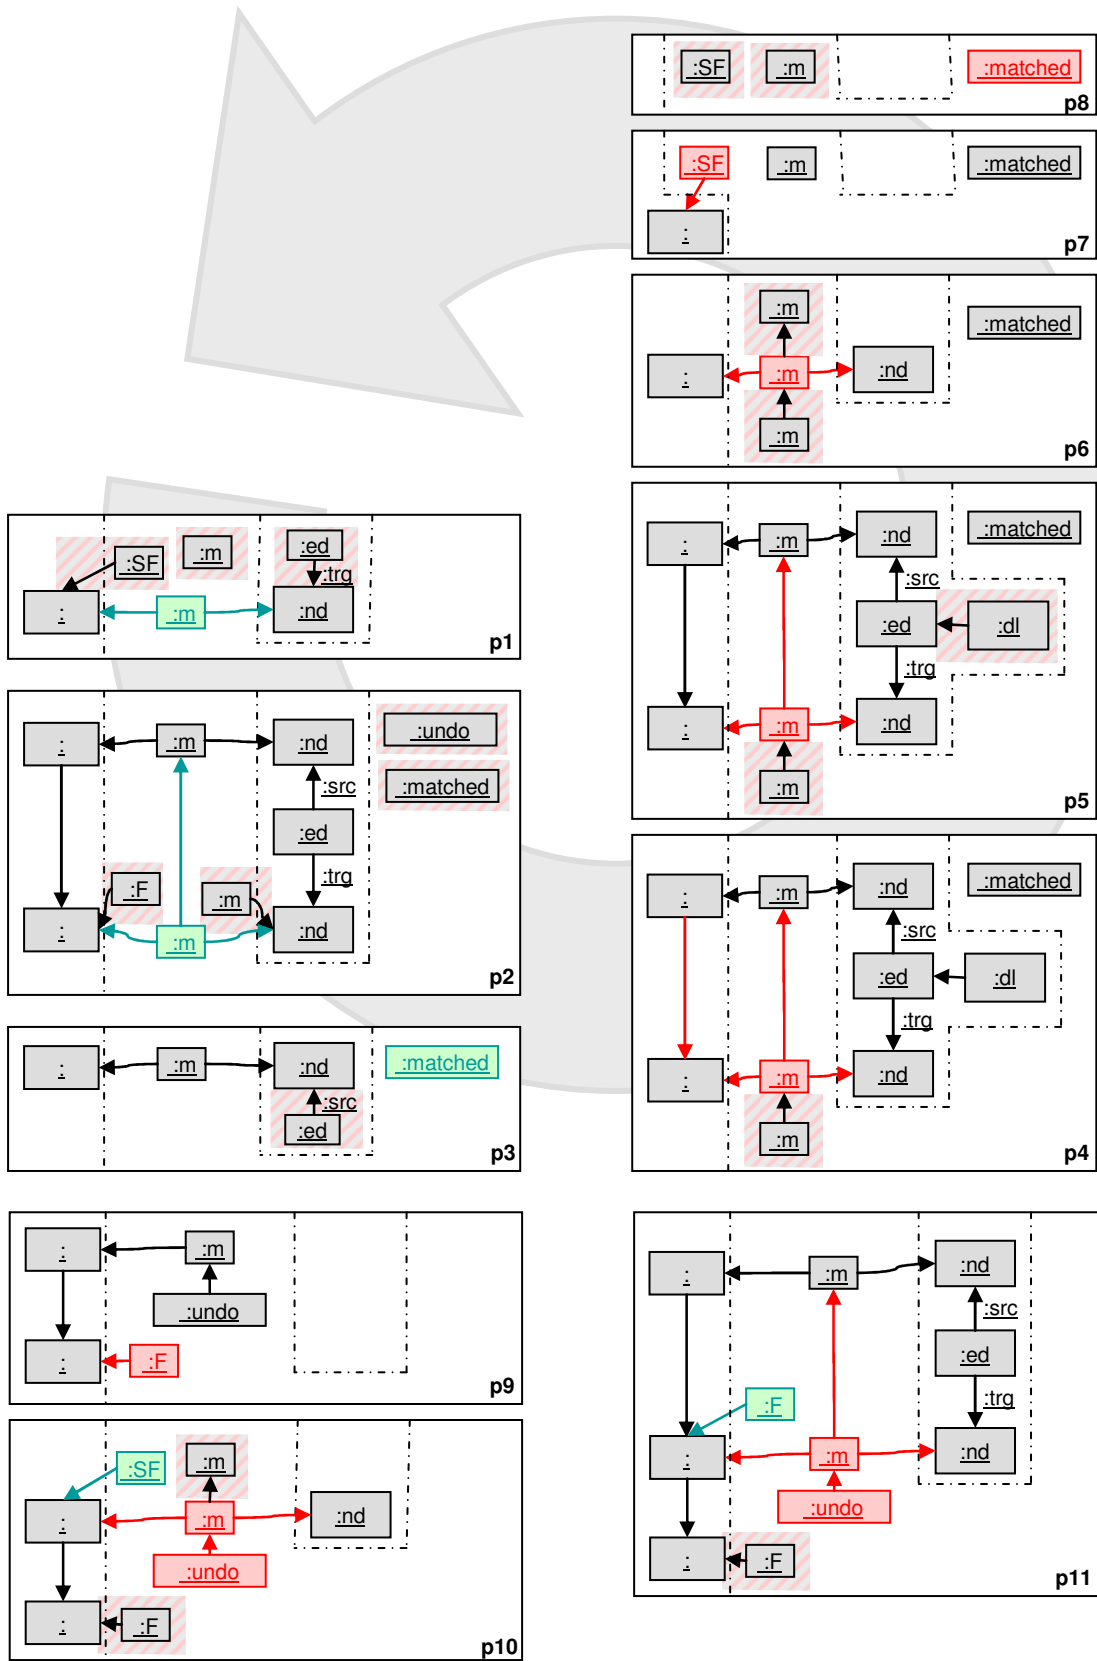 :SF :m :matched
p8
:SF :m :matched
:
p7
:m
:matched
: :m :nd
:m
p6
: :m :nd :matched
:src
:ed :dl
:trg
: :m :nd
:m
p5
: :m :nd :matched
:src
:ed :dl
:trg
: :m :nd
:m
p4
:SF :m :ed
:trg
: :m :nd
p1
: :m :nd :undo
:src :matched
:ed
:F :m :trg
: :m :nd
p2
: :m :nd :matched
:src
:ed
p3
: :m
:undo
: :F
p9
:SF :m
: :m :nd
:undo
: :F
p10
: :m :nd
:src
:ed
:F :trg
: :m :nd
:undo
: :F
p11